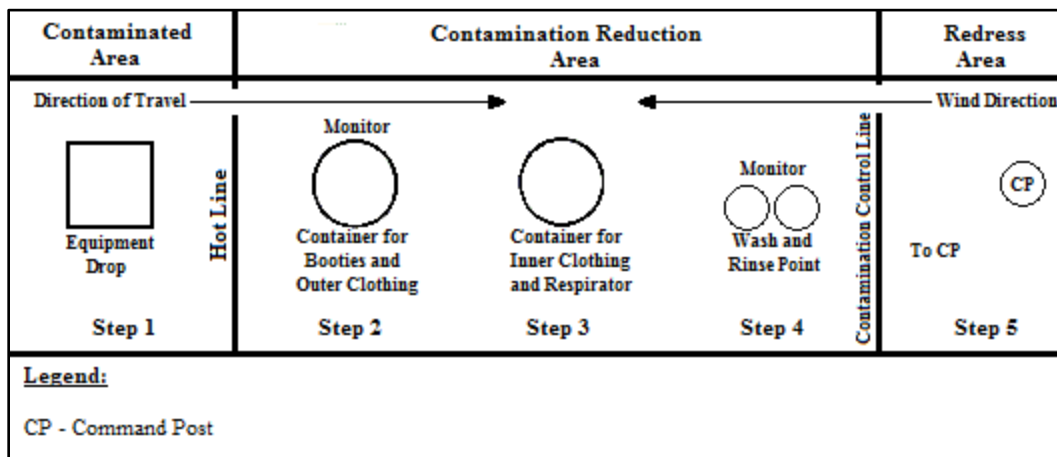 Contaminated
Area
Contamination Reduction
Area
Redress
Area
Direction of Travel
Wind Direction
Equipment
Drop
Step 1
Hot Line
Monitor
Container for
Booties and
Outer Clothing
Step 2
Container for
Inner Clothing
and Respirator
Step 3
Monitor
Wash and
Rinse Point
Step 4
Contamination Control Line
CP
To CP
Step 5
Legend:
CP - Command Post